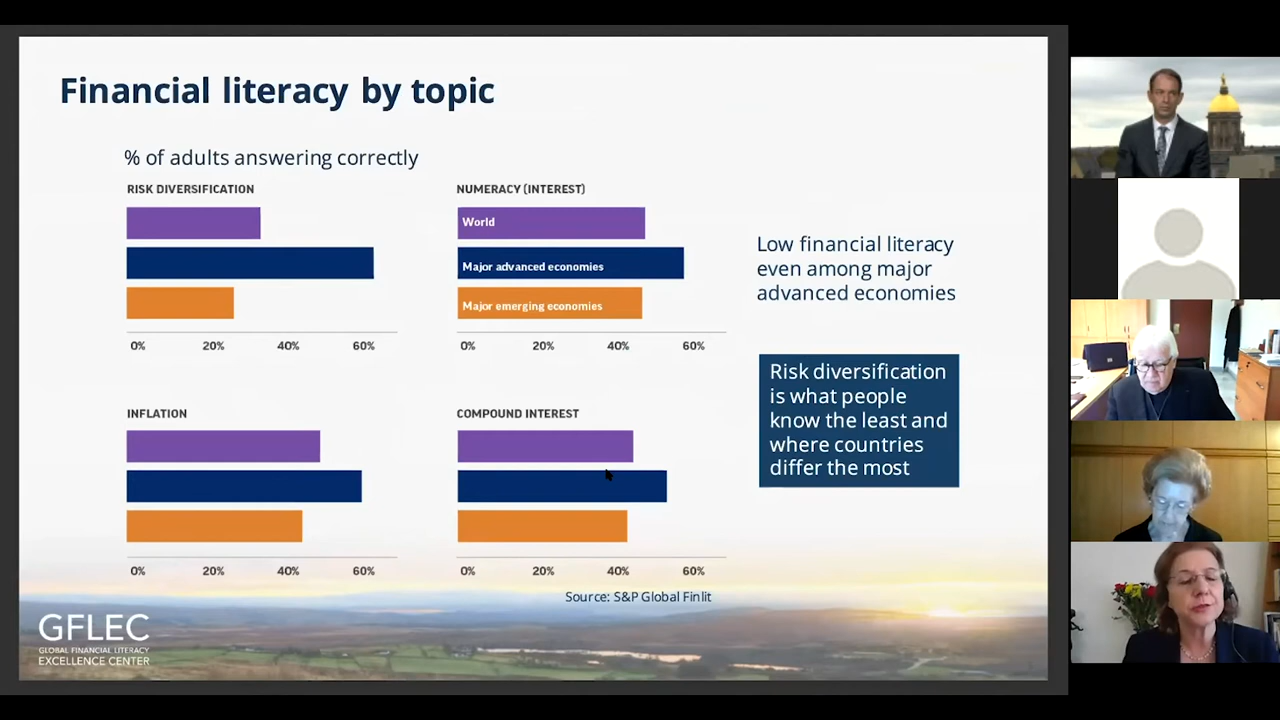 Financial literacy by topic
% of adults answering correctly
RISK DIVERSIFICATION
0% 20% 40% 60%
NUMERACY (INTEREST)
World
Major advanced economies
Major emerging economies
0% 20% 40% 60%
INFLATION
0% 20% 40% 60%
COMPOUND INTEREST
0% 20% 40% 60%
Source: S&P Global Finlit
Low financial literacy
even among major
advanced economies
Risk diversification
is what people
know the least and
where countries
differ the most
GFLEC
GLOBAL FINANCIAL LITERACY
EXCELLENCE CENTER